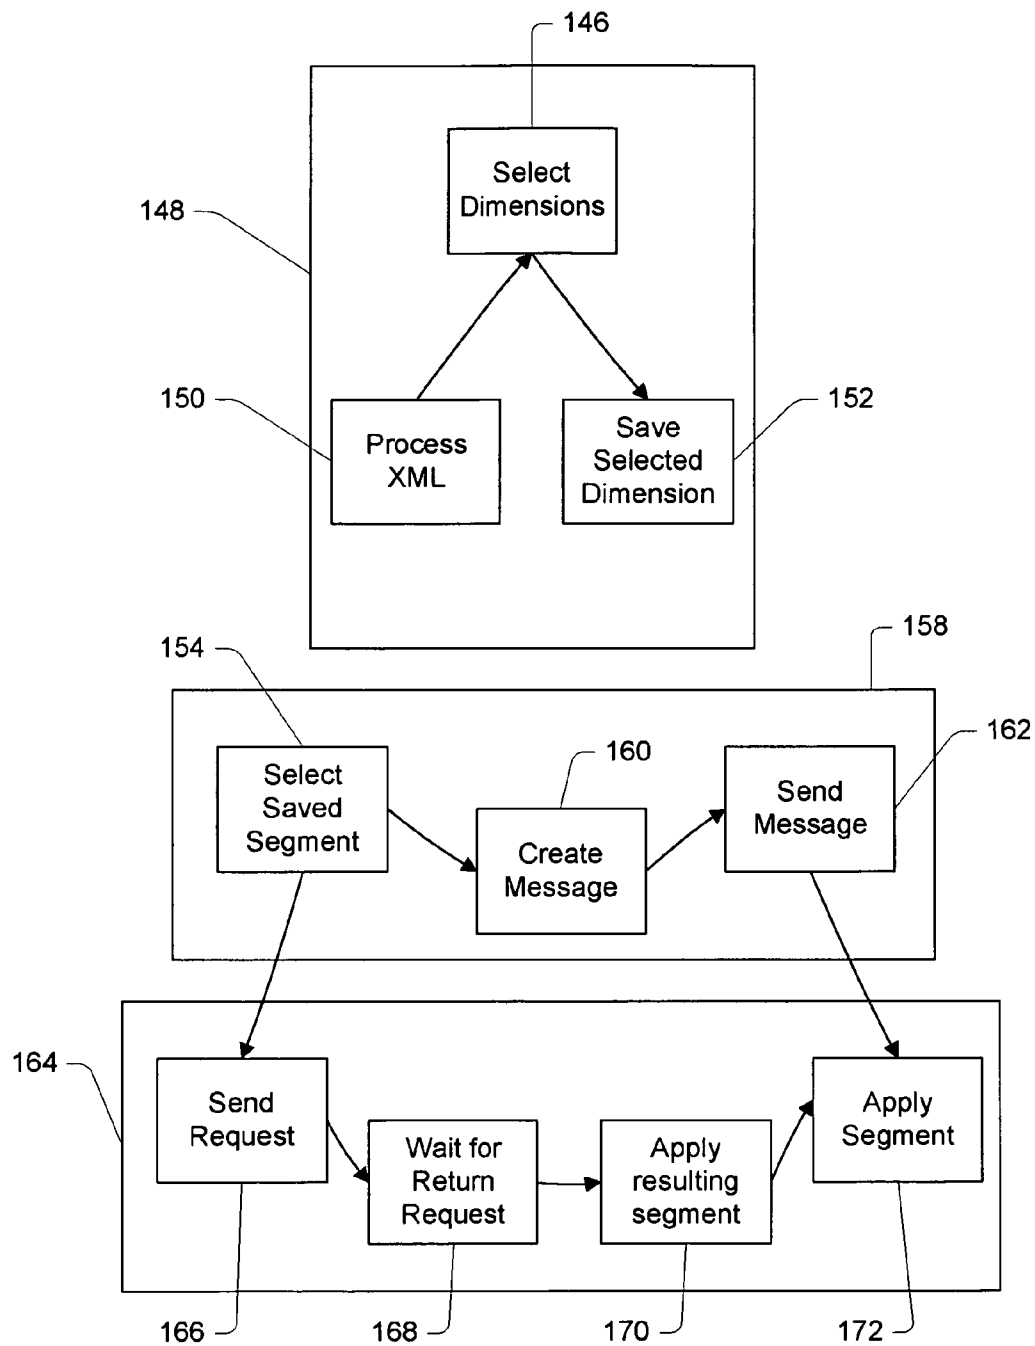 146
Select
Dimensions
148
150
Process
XML
152
Save
Selected
Dimension
154
158
Select
Saved
Segment
160
Create
Message
162
Send
Message
164
Send
Request
Wait for
Return
Request
Apply
resulting
segment
Apply
Segment
166
168
170
172